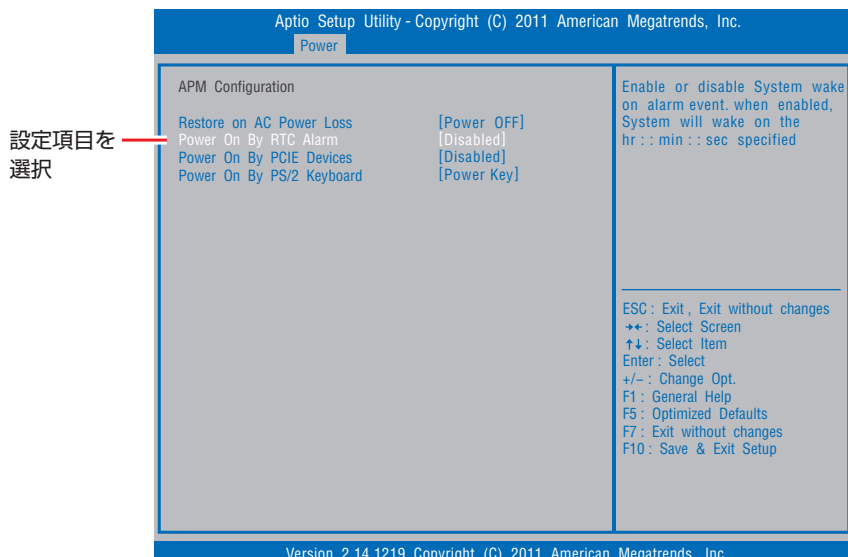 Aptio Setup Utility - Copyright (C) 2011 American Megatrends, Inc.
Power
APM Configuration
Restore on AC Power Loss [Power OFF]
Power On By RTC Alarm [Disabled]
Power On By PCIE Devices [Disabled]
Power On By PS/2 Keyboard [Power Key]
設定項目を
選択
Enable or disable System wake
on alarm event. when enabled,
System will wake on the
hr : : min : : sec specified
ESC : Exit , Exit without changes
→← : Select Screen
↑↓ : Select Item
Enter : Select
+/− : Change Opt.
F1 : General Help
F5 : Optimized Defaults
F7 : Exit without changes
F10 : Save & Exit Setup
Version 2.14.1219. Copyright (C) 2011 American Megatrends, Inc.